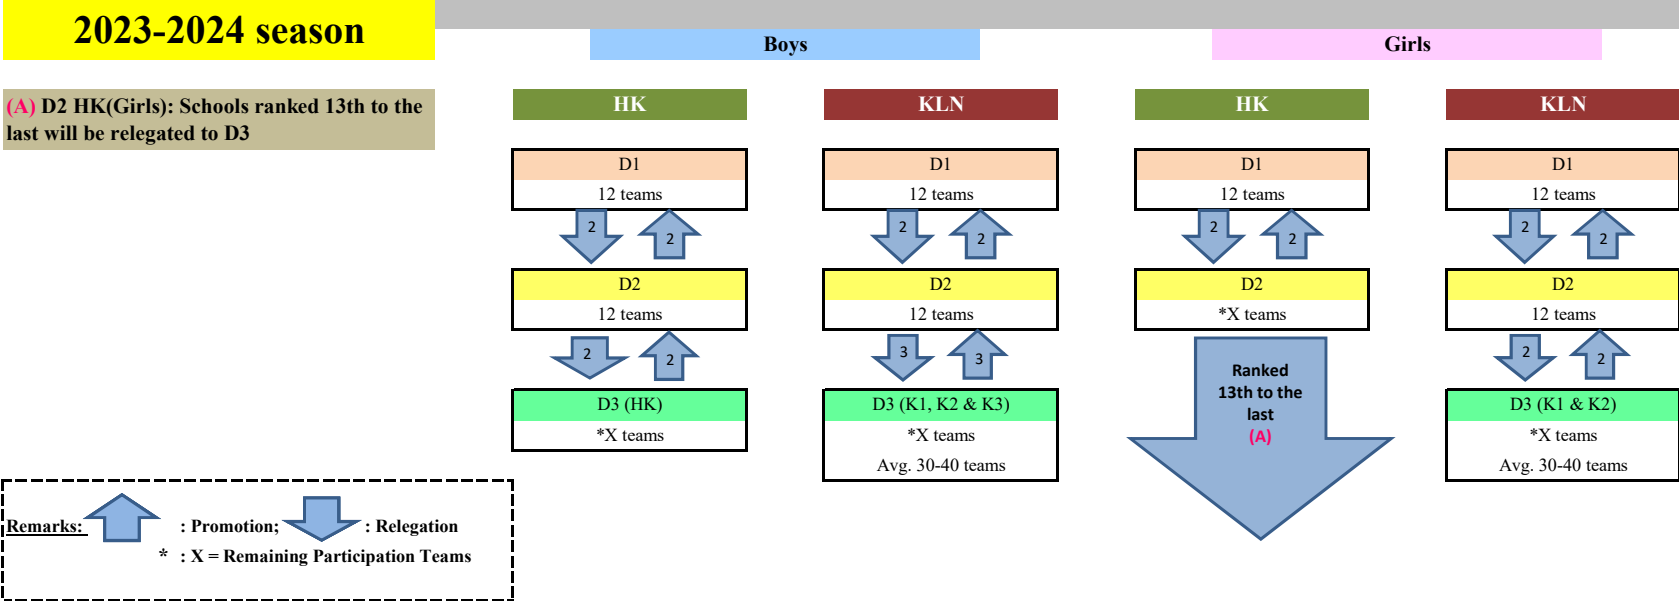 2023-2024 season
Boys
Girls
(A) D2 HK(Girls): Schools ranked 13th to the
last will be relegated to D3
HK
KLN
HK
KLN
D1
D1
D1
D1
12 teams
12 teams
12 teams
12 teams
2
2
2
2
2
2
2
2
D2
D2
D2
D2
12 teams
12 teams
*X teams
12 teams
2
2
3
3
Ranked
13th to the
last
(A)
2
2
D3 (HK)
D3 (K1, K2 & K3)
D3 (K1 & K2)
*X teams
*X teams
*X teams
Avg. 30-40 teams
Avg. 30-40 teams
Remarks: : Promotion; : Relegation
* : X = Remaining Participation Teams